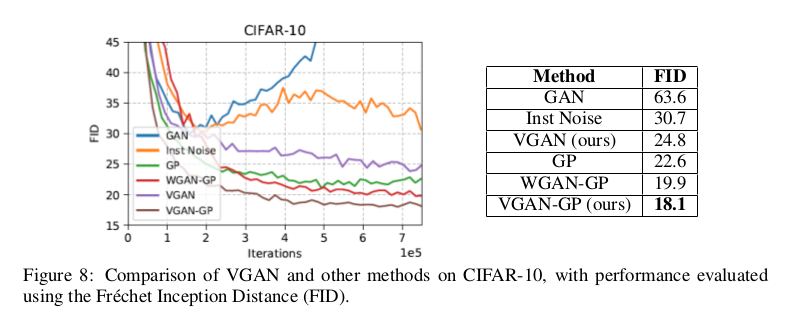 CIFAR-10
45
40
35
30
25
20
15
FID
GAN
Inst Noise
GP
WGAN-GP
VGAN
VGAN-GP
0 1 2 3 4 5 6 7
1e5
Iterations
Method FID
GAN 63.6
Inst Noise 30.7
VGAN (ours) 24.8
GP 22.6
WGAN-GP 19.9
VGAN-GP (ours) 18.1
Figure 8: Comparison of VGAN and other methods on CIFAR-10, with performance evaluated
using the Fréchet Inception Distance (FID).